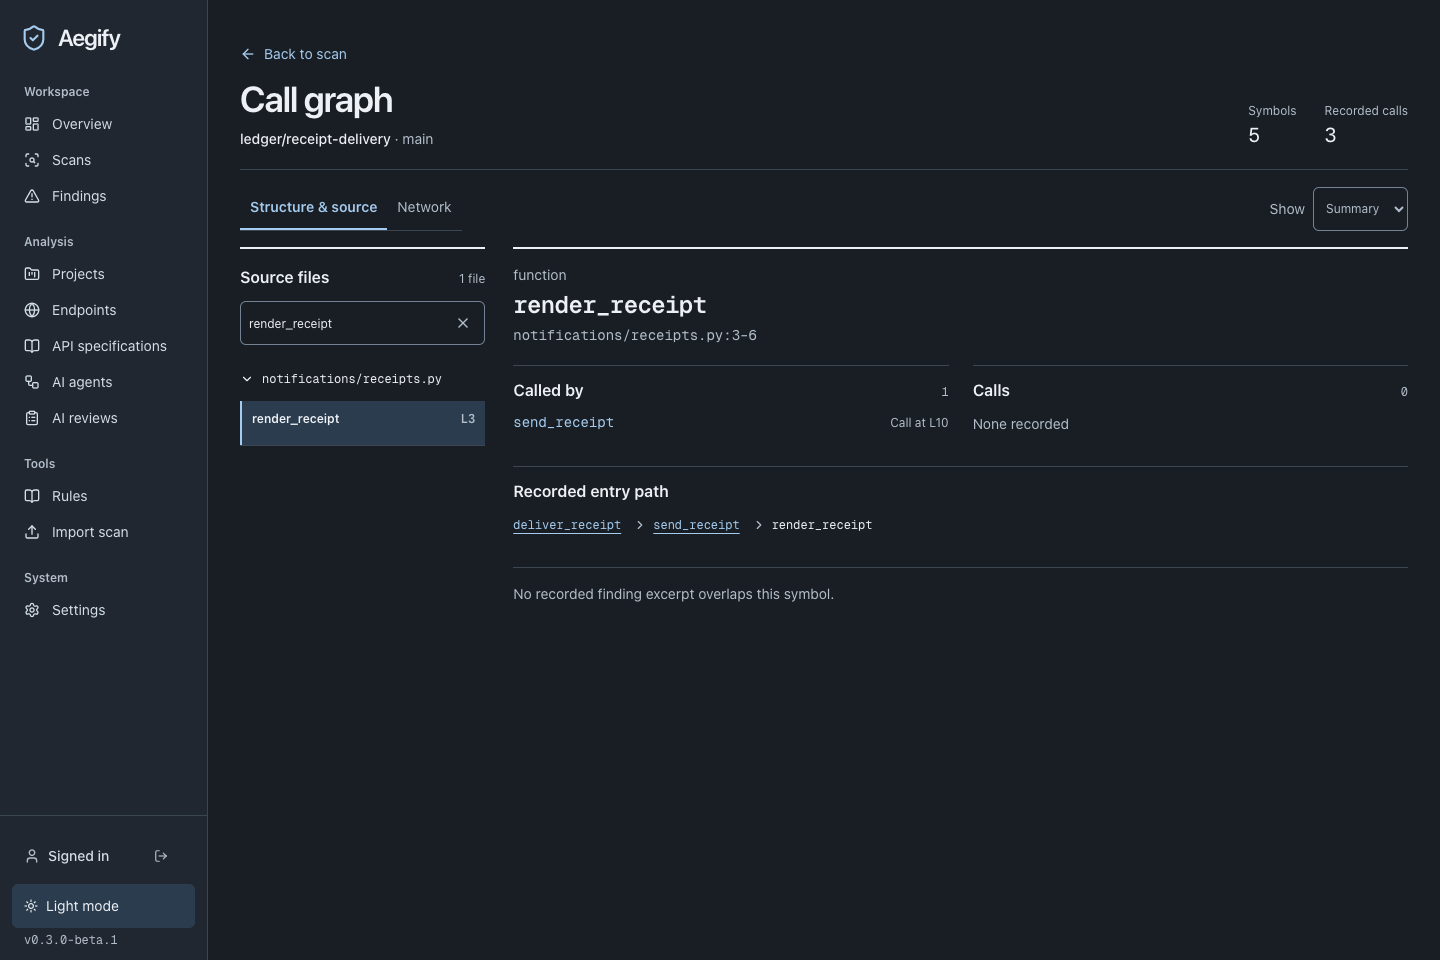 Aegify
Workspace
Overview
Scans
Findings
Analysis
Projects
Endpoints
API specifications
AI agents
AI reviews
Tools
Rules
Import scan
System
Settings
Signed in
Light mode
v0.3.0-beta.1
Back to scan
Call graph
ledger/receipt-delivery · main
Symbols
5
Recorded calls
3
Structure & source
Network
Show
Summary
Source files
1 file
render_receipt
notifications/receipts.py
render_receipt L3
function
render_receipt
notifications/receipts.py:3–6
Called by 1
send_receipt Call at L10
Calls 0
None recorded
Recorded entry path
deliver_receipt send_receipt render_receipt
No recorded finding excerpt overlaps this symbol.